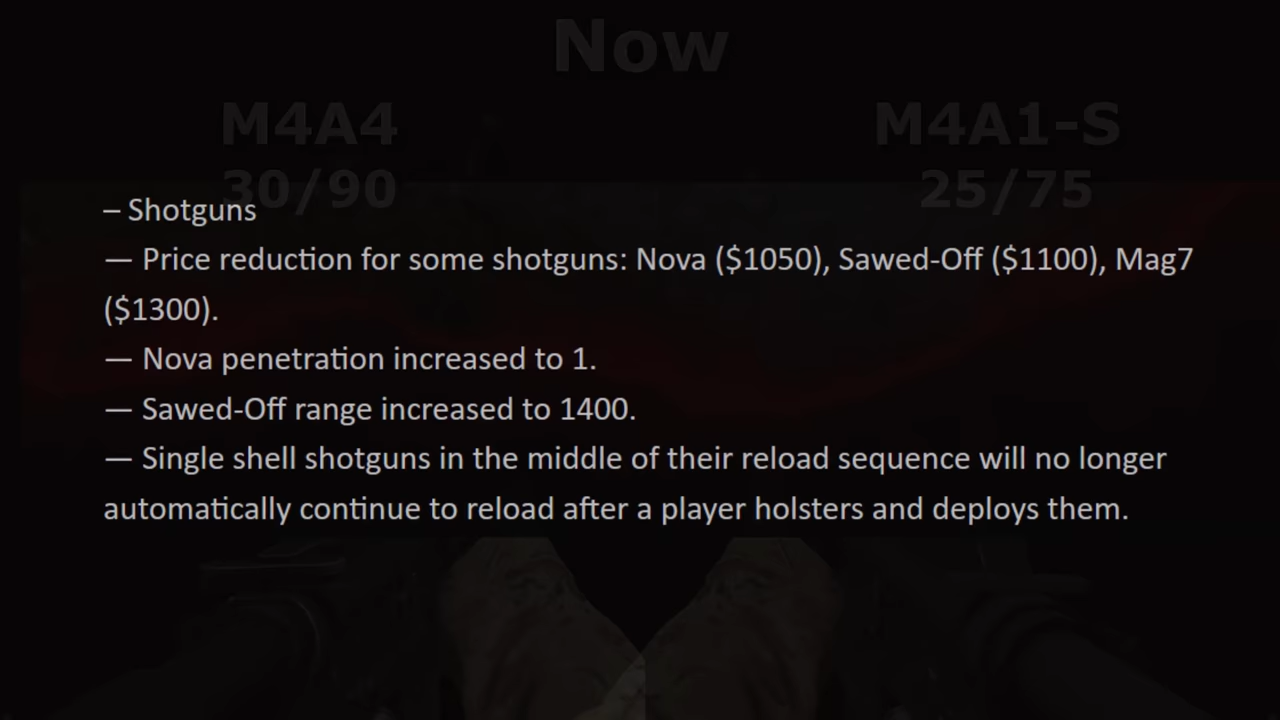 Now
M4A4
M4A1-S
30/90
25/75
– Shotguns
— Price reduction for some shotguns: Nova ($1050), Sawed-Off ($1100), Mag7
($1300).
— Nova penetration increased to 1.
— Sawed-Off range increased to 1400.
— Single shell shotguns in the middle of their reload sequence will no longer
automatically continue to reload after a player holsters and deploys them.